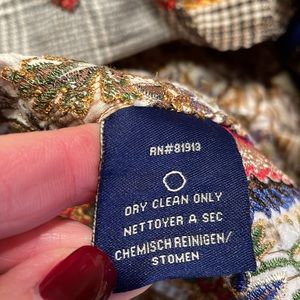 RN#81913
DRY CLEAN ONLY
NETTOYER A SEC
CHEMISCH REINIGEN/
STOMEN